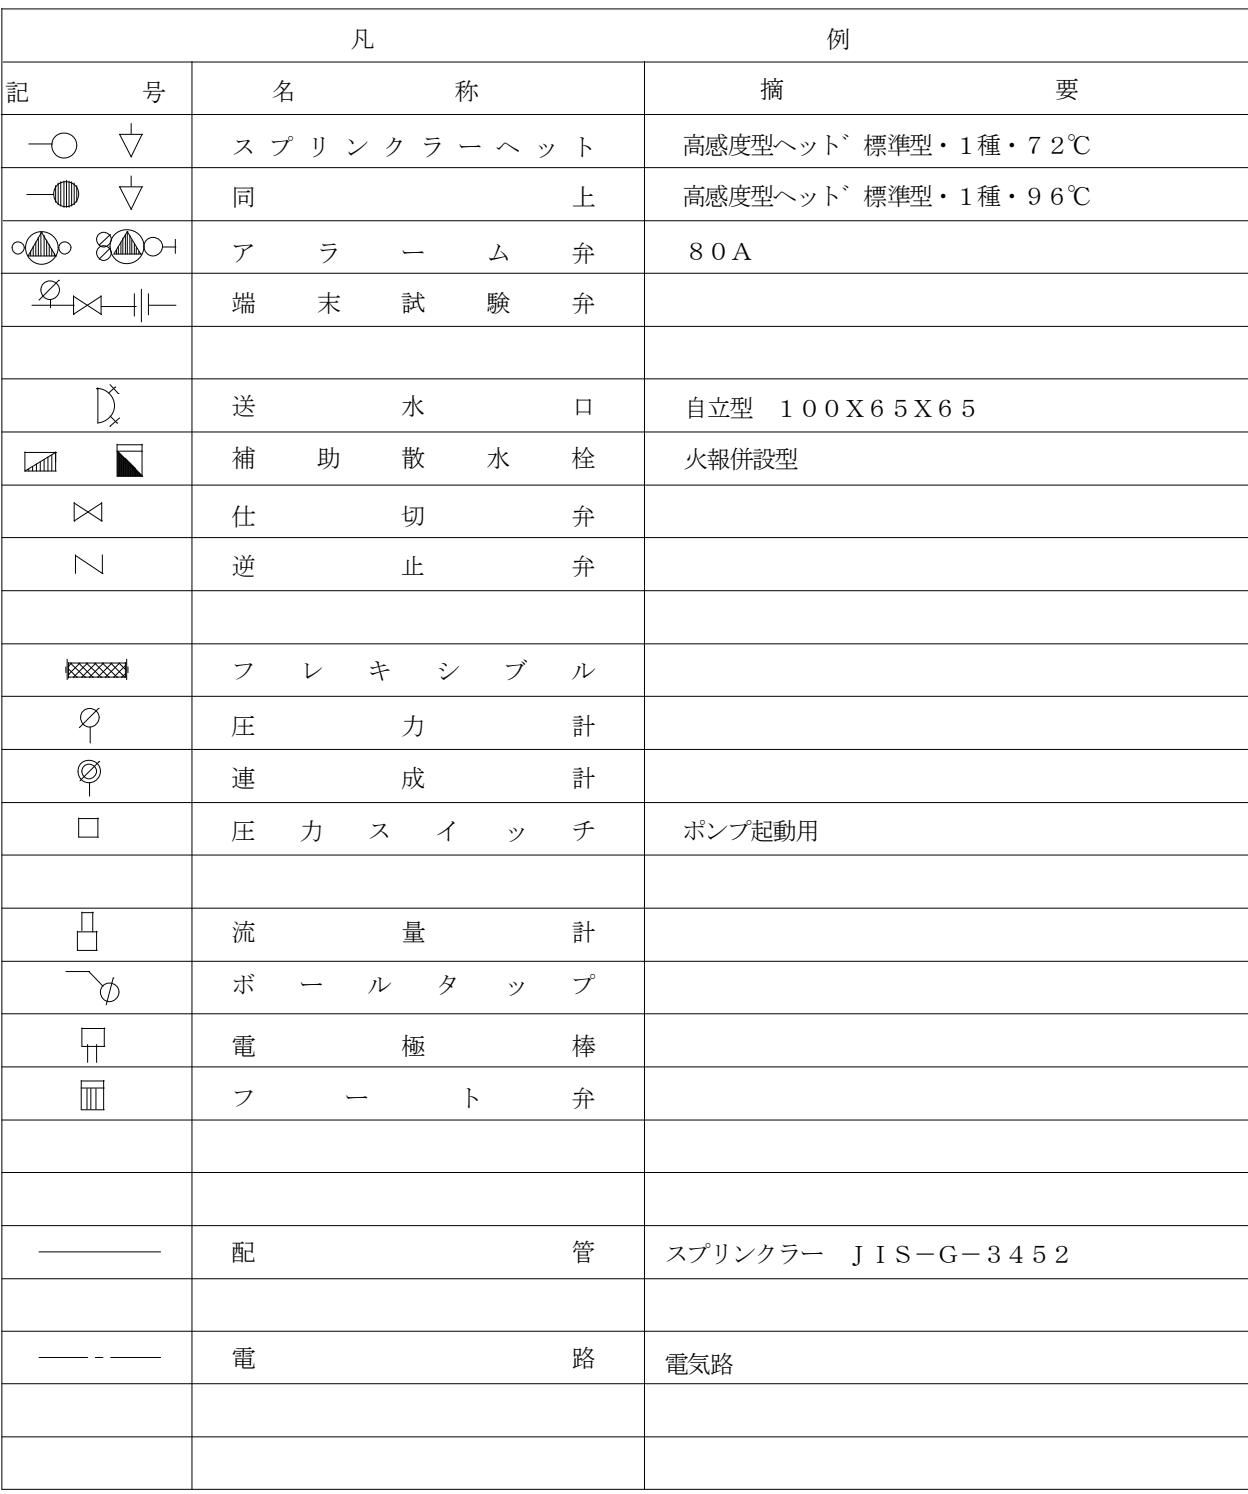 凡例
記号 名称 摘要
スプリンクラーヘット 高感度型ヘット゛標準型・１種・７２℃
同上 高感度型ヘット゛標準型・１種・９６℃
アラーム弁 ８０Ａ
端末試験弁
送水口 自立型　１００Ｘ６５Ｘ６５
補助散水栓 火報併設型
仕切弁
逆止弁
フレキシブル
圧力計
連成計
圧力スイッチ ポンプ起動用
流量計
ボールタップ
電極棒
フート弁
配管 スプリンクラー　ＪＩＳ－Ｇ－３４５２
電路 電気路